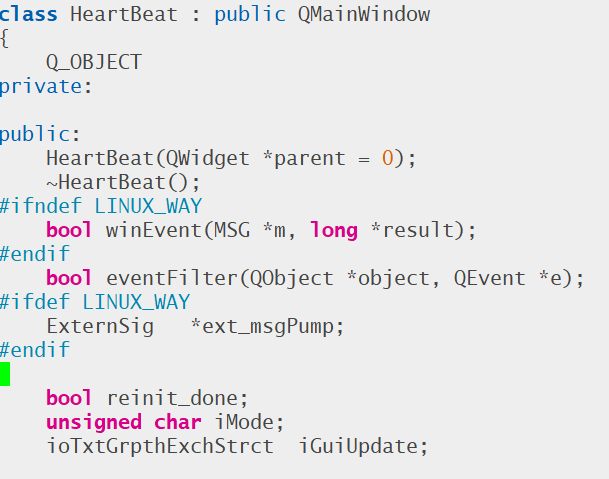 class HeartBeat : public QMainWindow
{
    Q_OBJECT
private:

public:
    HeartBeat(QWidget *parent = 0);
    ~HeartBeat();
#ifndef LINUX_WAY
    bool winEvent(MSG *m, long *result);
#endif
    bool eventFilter(QObject *object, QEvent *e);
#ifdef LINUX_WAY
    ExternSig   *ext_msgPump;
#endif

    bool reinit_done;
    unsigned char iMode;
    ioTxtGrpthExchStrct  iGuiUpdate;